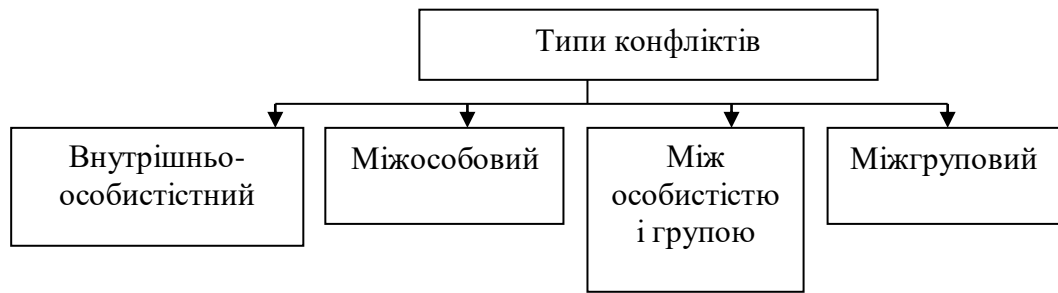 Типи конфліктів
Внутрішньо-
особистістний
Міжособовий
Між
особистістю
і групою
Міжгруповий